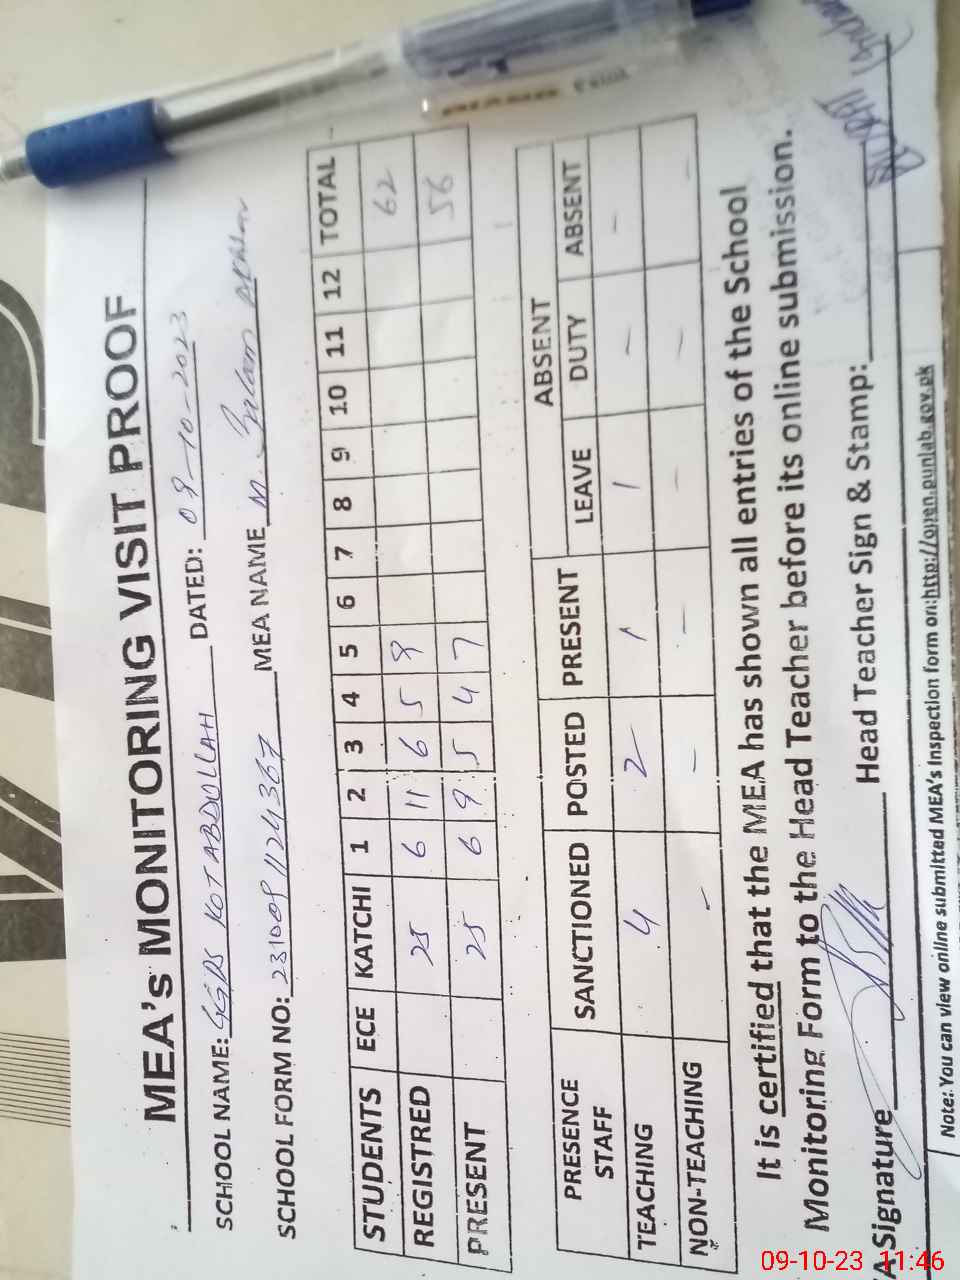 MEA's MONITORING VISIT PROOF
SCHOOL NAME: GGPS KOT ABDULLAH DATED: 09-10-2023
SCHOOL FORM NO: 23100911241367 MEA NAME M.
STUDENTS ECE KATCHI 1 2 3 4 5 6 7 8 9 10 11 12 TOTAL
REGISTRED 25 6 11 6 5 9 62
PRESENT 25 6 9 5 4 7 56
PRESENCE STAFF SANCTIONED POSTED PRESENT ABSENT
LEAVE DUTY ABSENT
TEACHING 4 2 1 1 - -
NON-TEACHING - - - - - -
It is certified that the MEA has shown all entries of the School
Monitoring Form to the Head Teacher before its online submission.
A Signature Head Teacher Sign & Stamp:
Note: You can view online submitted MEA's Inspection form on:http://open.punjab.gov.pk
09-10-23 11:46